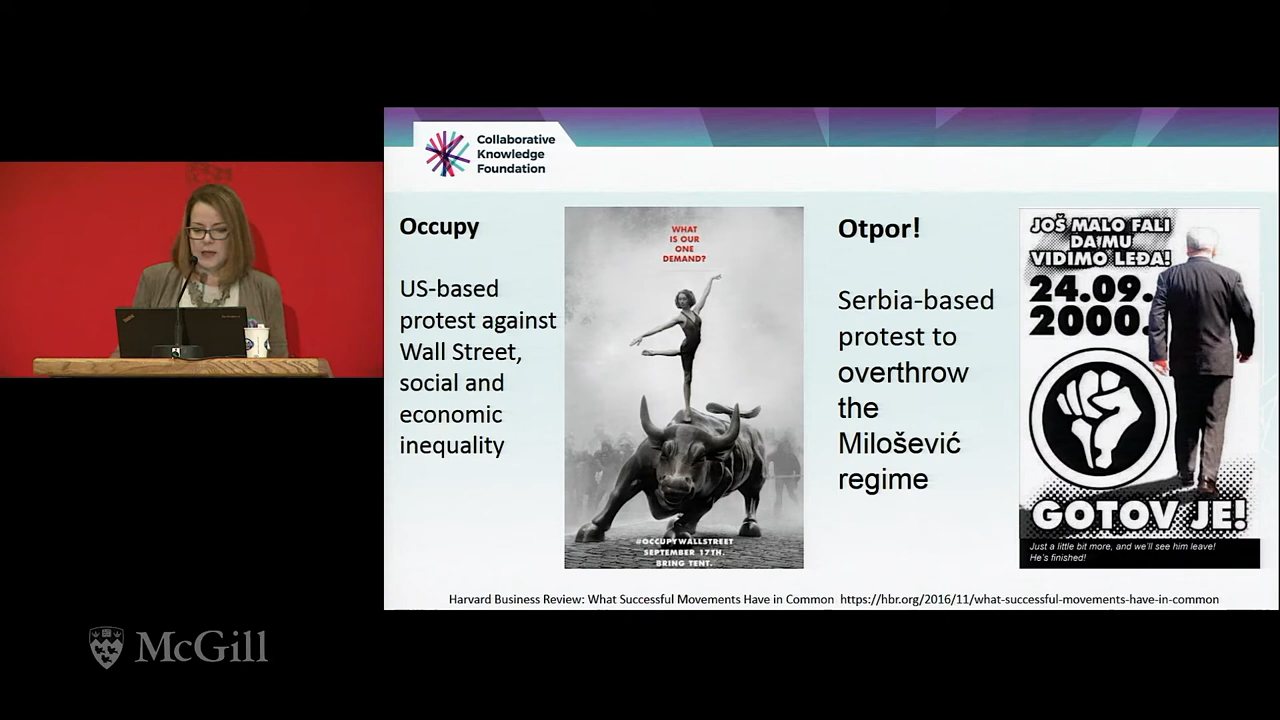 Collaborative
Knowledge
Foundation
Occupy
US-based
protest against
Wall Street,
social and
economic
inequality
WHAT
IS OUR
ONE
DEMAND?
#OCCUPYWALLSTREET
SEPTEMBER 17TH.
BRING TENT.
Otpor!
Serbia-based
protest to
overthrow
the
Milošević
regime
JOŠ MALO FALI
DA MU
VIDIMO LEĐA!
24.09.
2000.
GOTOV JE!
Just a little bit more, and we'll see him leave!
He's finished!
Harvard Business Review: What Successful Movements Have in Common https://hbr.org/2016/11/what-successful-movements-have-in-common
McGill